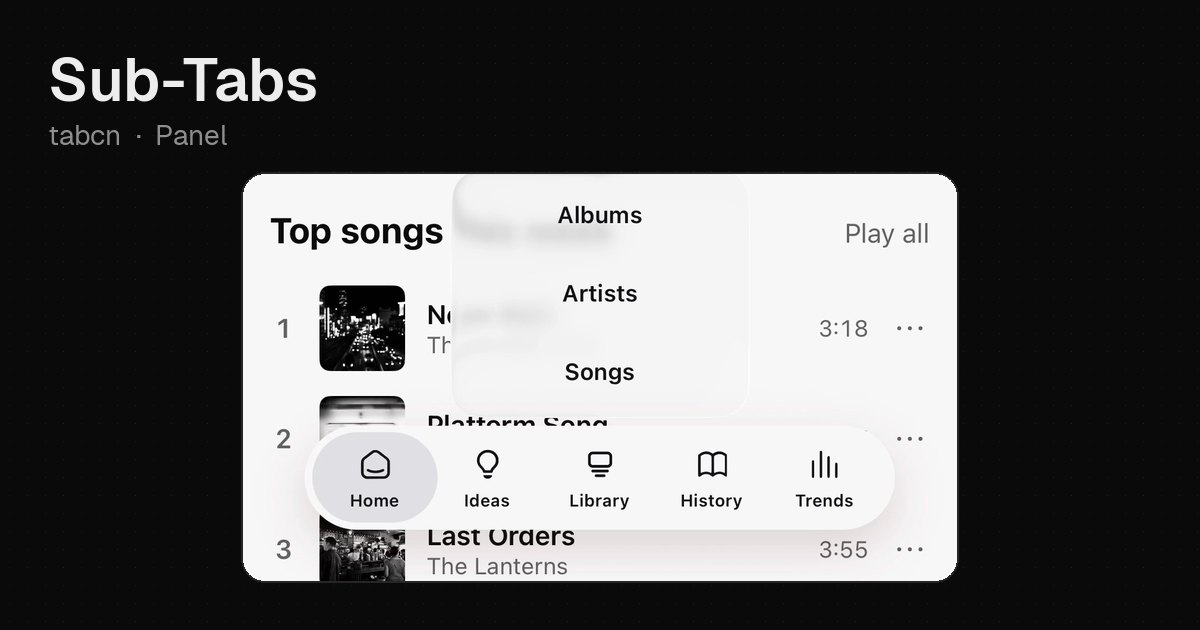 Sub-Tabs
tabcn · Panel
Top songs
Play all
Albums
Artists
Songs
1
3:18
2
Platform Song
Home
Ideas
Library
History
Trends
3
Last Orders
The Lanterns
3:55